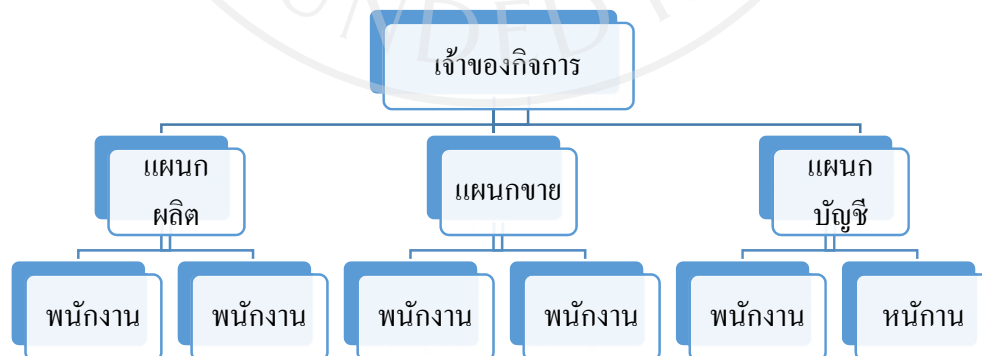 เจ้าของกิจการ
แผนก
ผลิต
แผนกขาย
แผนก
บัญชี
พนักงาน
พนักงาน
พนักงาน
พนักงาน
พนักงาน
หนักาน